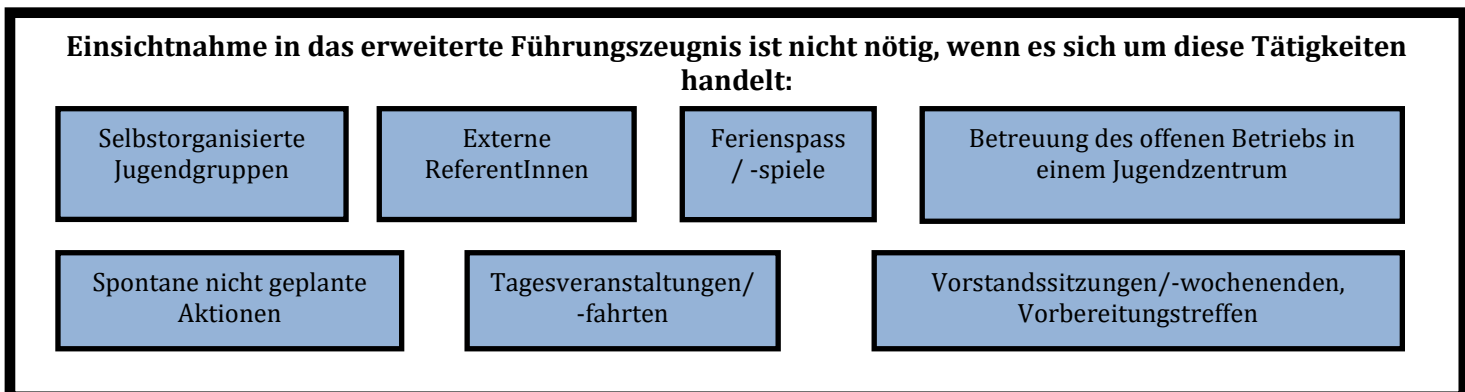 Einsichtnahme in das erweiterte Führungszeugnis ist nicht nötig, wenn es sich um diese Tätigkeiten
handelt:
Selbstorganisierte
Jugendgruppen
Externe
ReferentInnen
Ferienspass
/ -spiele
Betreuung des offenen Betriebs in
einem Jugendzentrum
Spontane nicht geplante
Aktionen
Tagesveranstaltungen/
-fahrten
Vorstandssitzungen/-wochenenden,
Vorbereitungstreffen